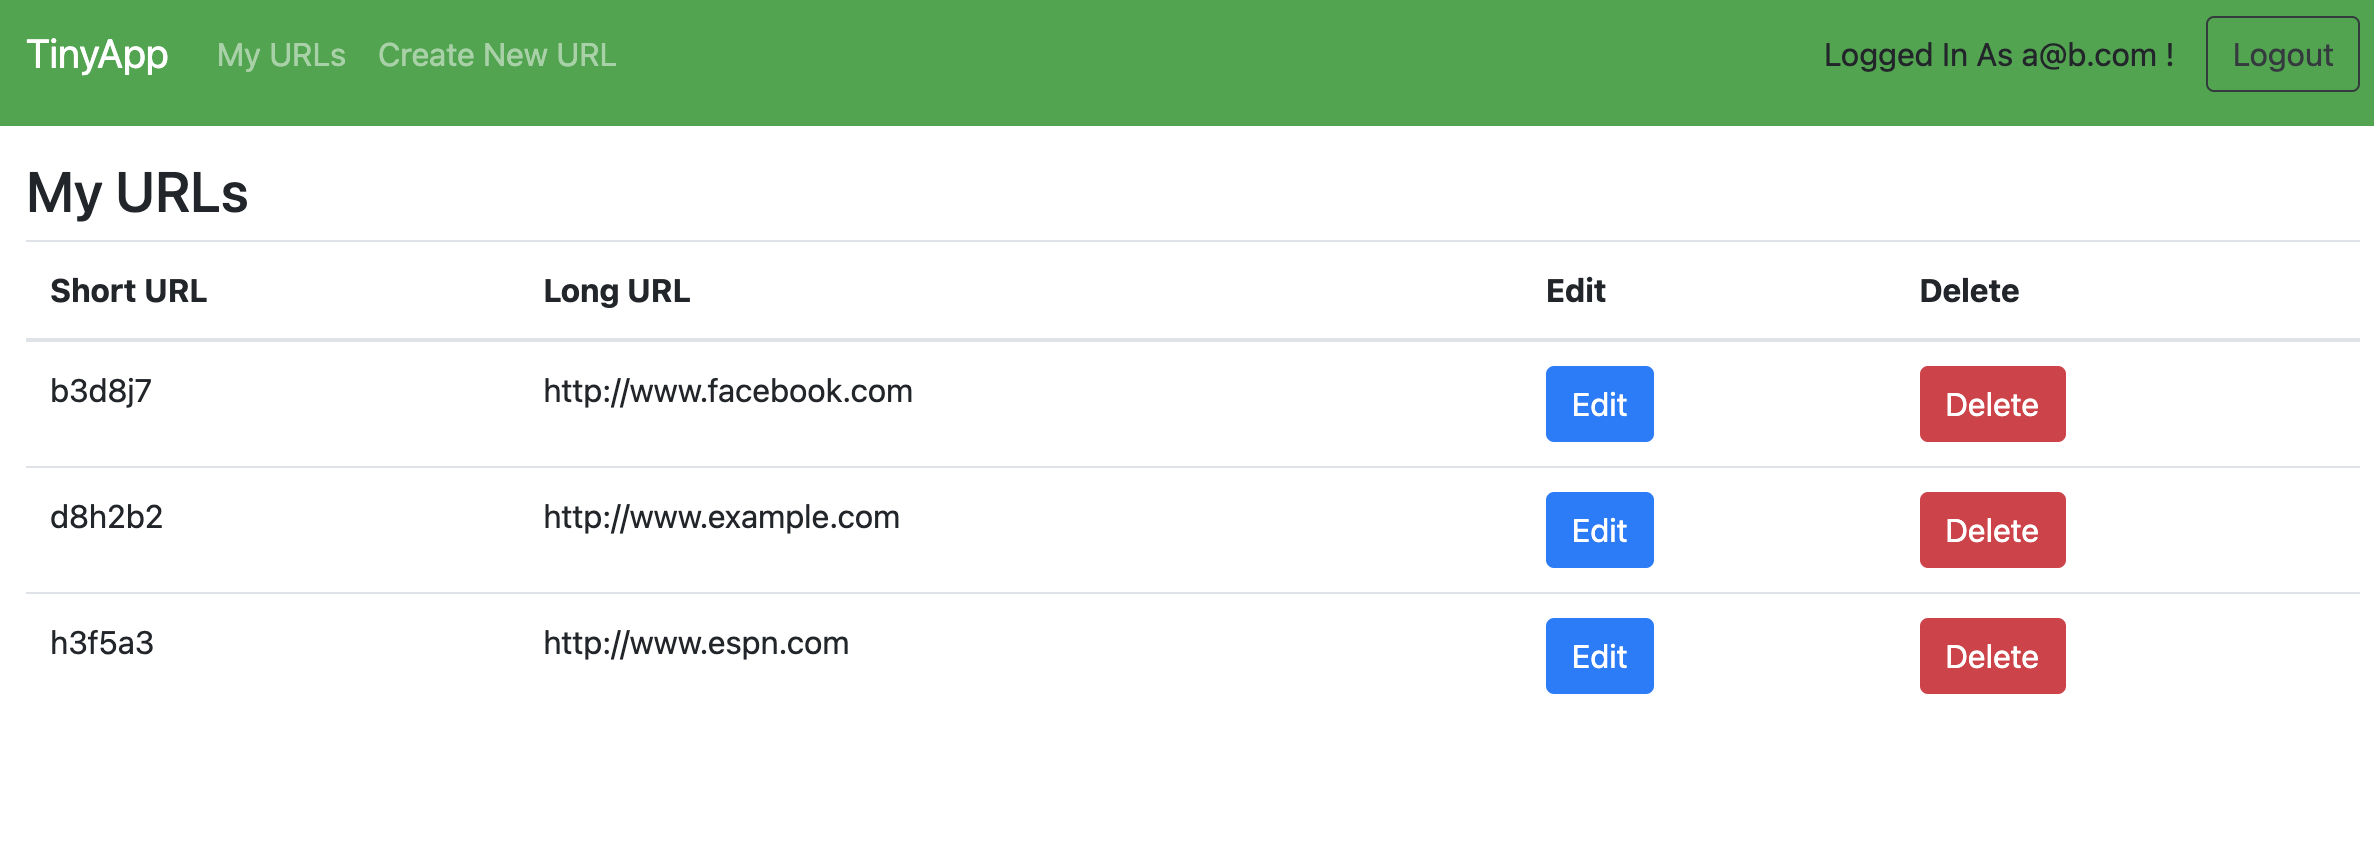 TinyApp My URLs Create New URL Logged In As a@b.com ! Logout
My URLs
Short URL Long URL Edit Delete
b3d8j7 http://www.facebook.com Edit Delete
d8h2b2 http://www.example.com Edit Delete
h3f5a3 http://www.espn.com Edit Delete